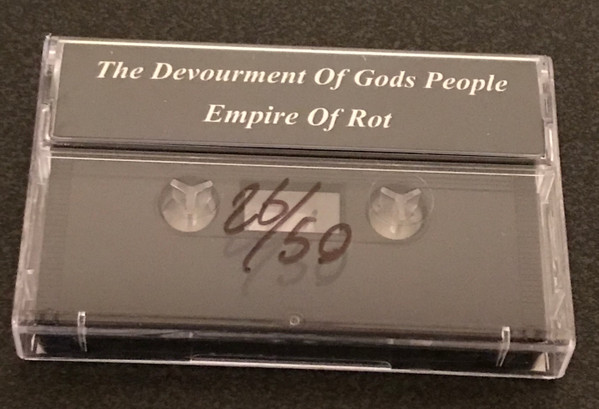 The Devourment Of Gods People
Empire Of Rot
26/50